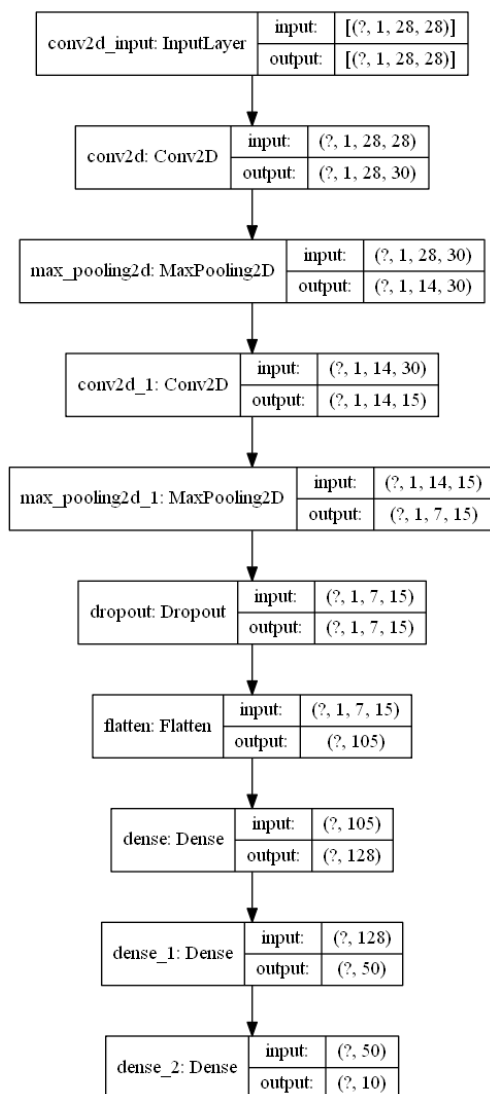 conv2d_input: InputLayer
input: [(?, 1, 28, 28)]
output: [(?, 1, 28, 28)]
conv2d: Conv2D
input: (?, 1, 28, 28)
output: (?, 1, 28, 30)
max_pooling2d: MaxPooling2D
input: (?, 1, 28, 30)
output: (?, 1, 14, 30)
conv2d_1: Conv2D
input: (?, 1, 14, 30)
output: (?, 1, 14, 15)
max_pooling2d_1: MaxPooling2D
input: (?, 1, 14, 15)
output: (?, 1, 7, 15)
dropout: Dropout
input: (?, 1, 7, 15)
output: (?, 1, 7, 15)
flatten: Flatten
input: (?, 1, 7, 15)
output: (?, 105)
dense: Dense
input: (?, 105)
output: (?, 128)
dense_1: Dense
input: (?, 128)
output: (?, 50)
dense_2: Dense
input: (?, 50)
output: (?, 10)